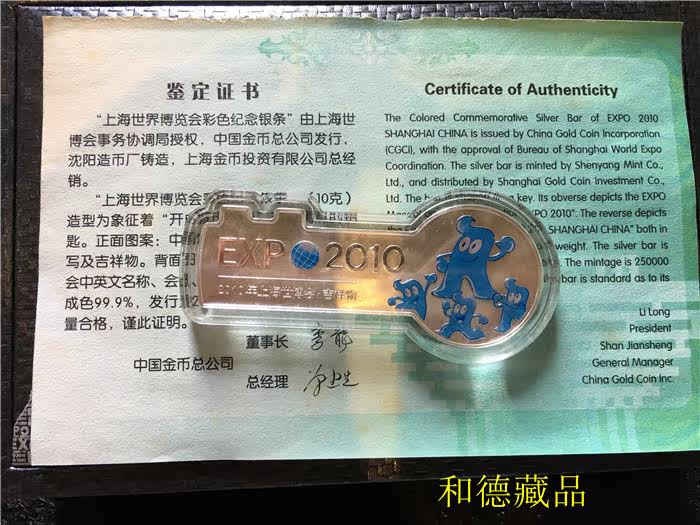 鉴定证书
“上海世界博览会彩色纪念银条”由上海世
博会事务协调局授权，中国金币总公司发行，
沈阳造币厂铸造，上海金币投资有限公司总经
销。
“上海世界博览会彩
（10克）
造型为象征着“开
匙。正面图案：中
写及吉祥物。背面
会中英文名称、会
成色99.9%，发行
量合格，谨此证明。
董事长
中国金币总公司
总经理
Certificate of Authenticity
The Colored Commemorative Silver Bar of EXPO 2010
SHANGHAI CHINA is issued by China Gold Coin Incorporation
(CGCI), with the approval of Bureau of Shanghai World Expo
Coordination. The silver bar is minted by Shenyang Mint Co.,
Ltd., and distributed by Shanghai Gold Coin Investment Co.,
Ltd. The key. Its obverse depicts the EXPO
EXPO 2010". The reverse depicts
SHANGHAI CHINA" both in
weight. The silver bar is
The mintage is 250000
bar is standard as to its
Li Long
President
Shan Jiansheng
General Manager
China Gold Coin Inc.
EXPO 2010
2010年上海世博会·吉祥物
和德藏品